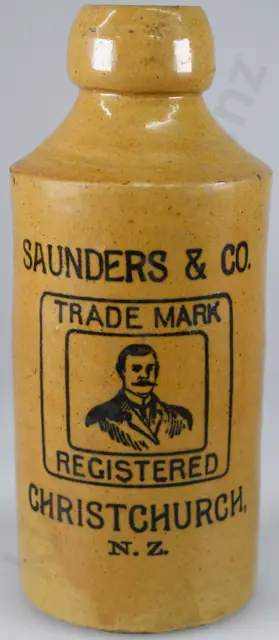 SAUNDERS & CO.
TRADE MARK
REGISTERED
CHRISTCHURCH,
N. Z.